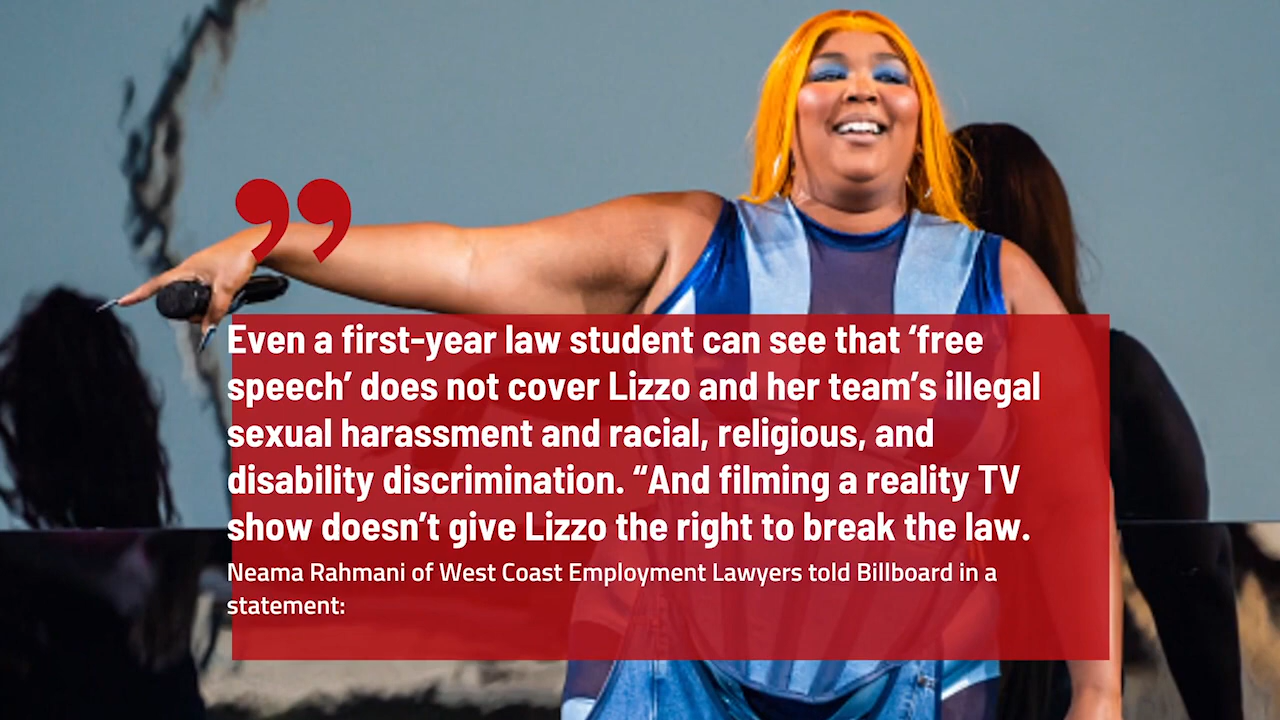 ”
Even a first-year law student can see that ‘free
speech’ does not cover Lizzo and her team’s illegal
sexual harassment and racial, religious, and
disability discrimination. “And filming a reality TV
show doesn’t give Lizzo the right to break the law.
Neama Rahmani of West Coast Employment Lawyers told Billboard in a
statement: